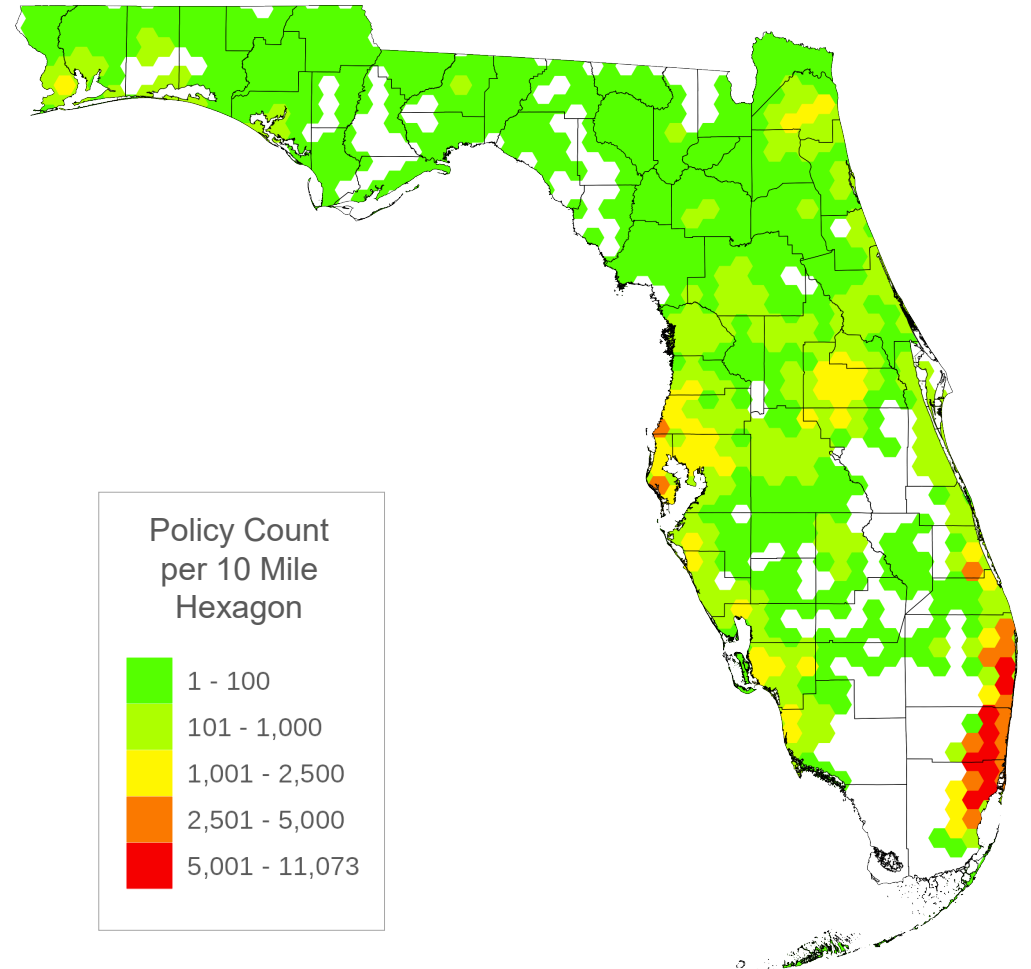 Policy Count
per 10 Mile
Hexagon
1 - 100
101 - 1,000
1,001 - 2,500
2,501 - 5,000
5,001 - 11,073